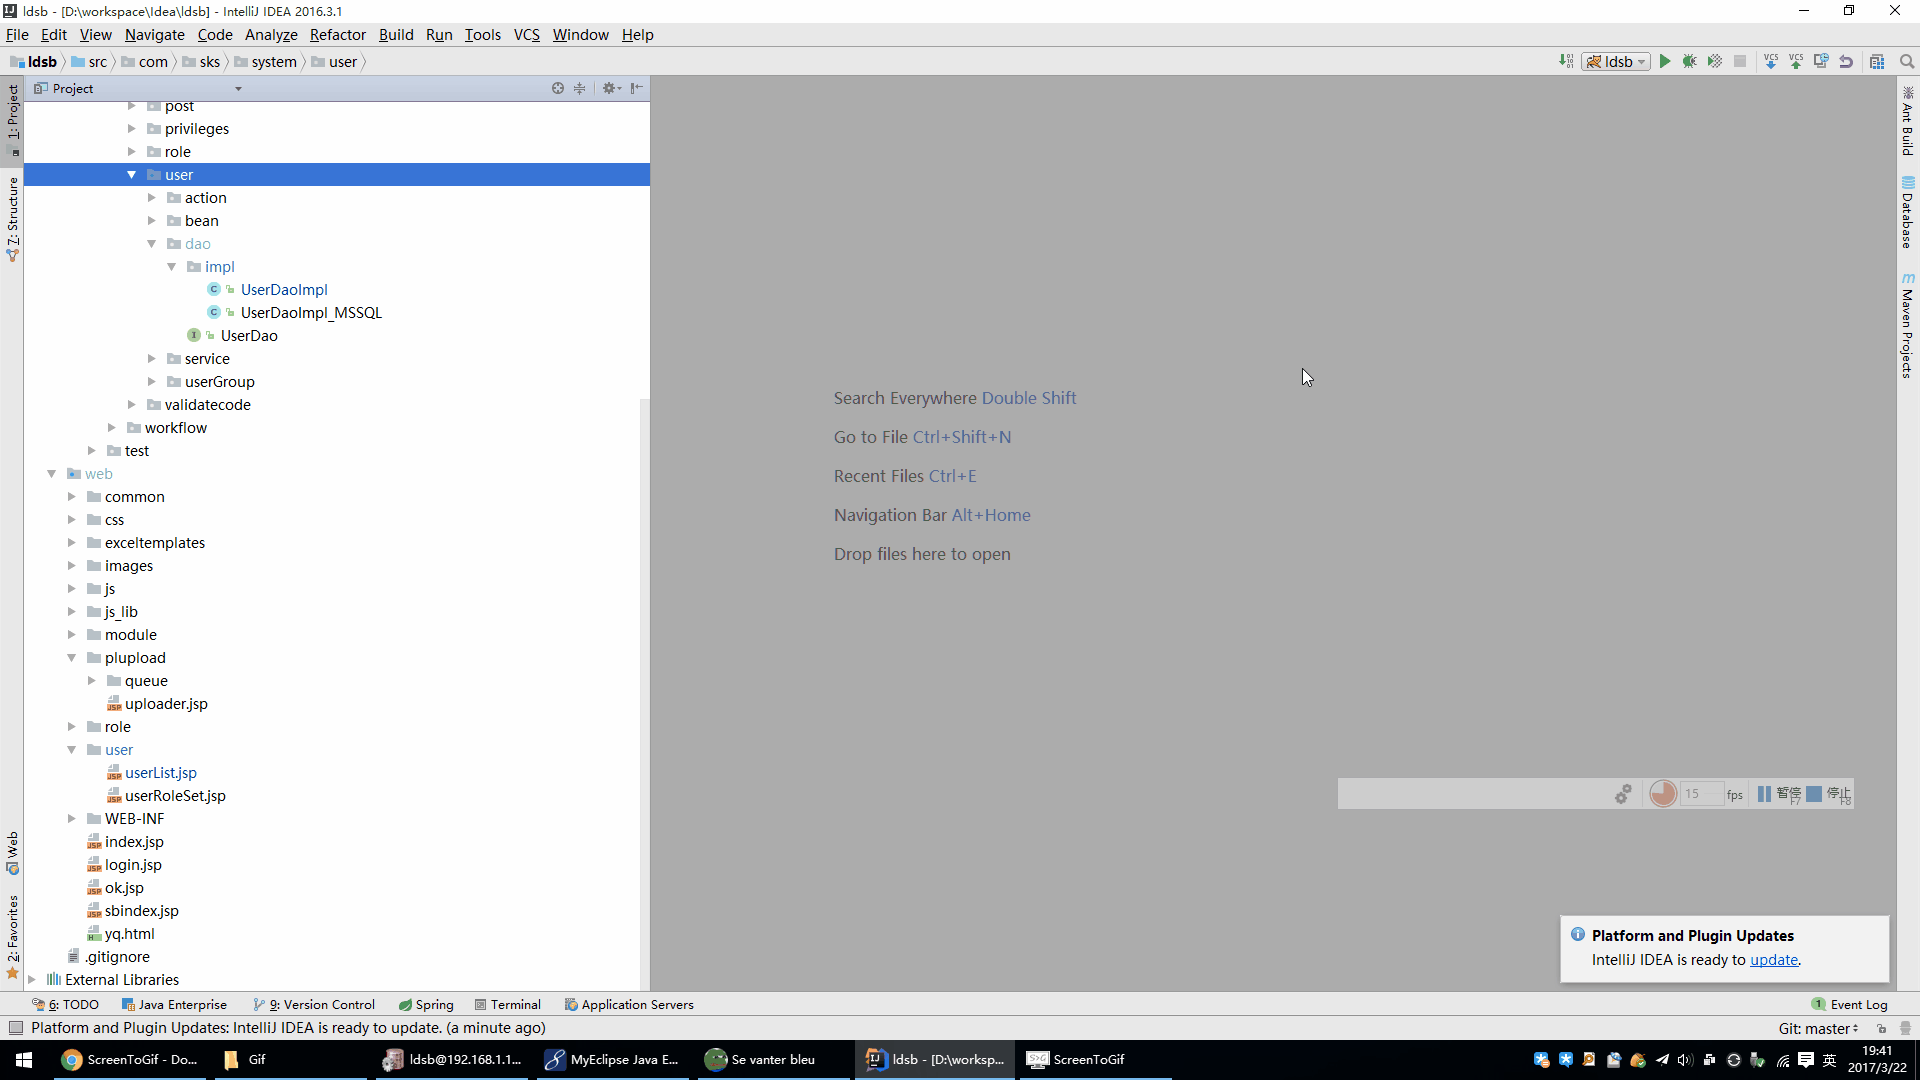 ldsb - [D:\workspace\Idea\ldsb] - IntelliJ IDEA 2016.3.1
File Edit View Navigate Code Analyze Refactor Build Run Tools VCS Window Help
ldsb src com sks system user
ldsb
VCS VCS
Project
1: Project
7: Structure
Web
2: Favorites
post
privileges
role
user
action
bean
dao
impl
UserDaoImpl
UserDaoImpl_MSSQL
UserDao
service
userGroup
validatecode
workflow
test
web
common
css
exceltemplates
images
js
js_lib
module
plupload
queue
uploader.jsp
role
user
userList.jsp
userRoleSet.jsp
WEB-INF
index.jsp
login.jsp
ok.jsp
sbindex.jsp
yq.html
.gitignore
External Libraries
Search Everywhere Double Shift
Go to File Ctrl+Shift+N
Recent Files Ctrl+E
Navigation Bar Alt+Home
Drop files here to open
Ant Build
Database
Maven Projects
15 fps 暂停 F7 停止 F8
Platform and Plugin Updates
IntelliJ IDEA is ready to update.
6: TODO Java Enterprise 9: Version Control Spring Terminal Application Servers 1 Event Log
Platform and Plugin Updates: IntelliJ IDEA is ready to update. (a minute ago) Git: master
ScreenToGif - Do... Gif ldsb@192.168.1.1... MyEclipse Java E... Se vanter bleu ldsb - [D:\worksp... ScreenToGif
英
19:41
2017/3/22